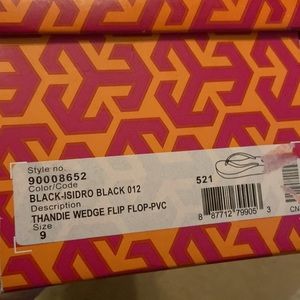 Style no.
90008652
Color/Code
BLACK-ISIDRO BLACK 012
521
Description
THANDIE WEDGE FLIP FLOP-PVC
Size
9
8 87712 79905 3
CN